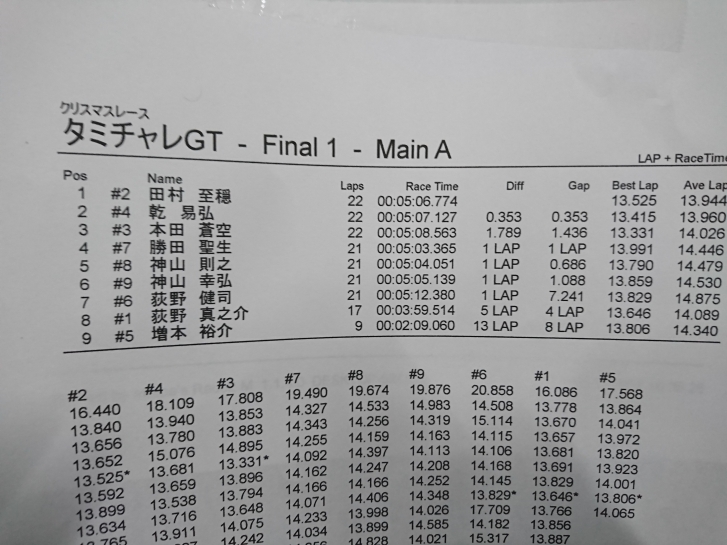 クリスマスレース
タミチャレGT - Final 1 - Main A
LAP + RaceTime
Pos Name Laps Race Time Diff Gap Best Lap Ave Lap
1 #2 田村 至穏 22 00:05:06.774 13.525 13.944
2 #4 乾 易弘 22 00:05:07.127 0.353 0.353 13.415 13.960
3 #3 本田 蒼空 22 00:05:08.563 1.789 1.436 13.331 14.026
4 #7 勝田 聖生 21 00:05:03.365 1 LAP 1 LAP 13.991 14.446
5 #8 神山 則之 21 00:05:04.051 1 LAP 0.686 13.790 14.479
6 #9 神山 幸弘 21 00:05:05.139 1 LAP 1.088 13.859 14.530
7 #6 荻野 健司 21 00:05:12.380 1 LAP 7.241 13.829 14.875
8 #1 荻野 真之介 17 00:03:59.514 5 LAP 4 LAP 13.646 14.089
9 #5 増本 裕介 9 00:02:09.060 13 LAP 8 LAP 13.806 14.340
#2 #4 #3 #7 #8 #9 #6 #1 #5
16.440 18.109 17.808 19.490 19.674 19.876 20.858 16.086 17.568
13.840 13.940 13.853 14.327 14.533 14.983 14.508 13.778 13.864
13.656 13.780 13.883 14.343 14.256 14.319 15.114 13.670 14.041
13.652 15.076 14.895 14.255 14.159 14.163 14.115 13.657 13.972
13.525* 13.681 13.331* 14.092 14.397 14.113 14.106 13.681 13.820
13.592 13.659 13.896 14.162 14.247 14.208 14.168 13.691 13.923
13.899 13.538 13.794 14.166 14.166 14.252 14.145 13.829 14.001
13.634 13.716 13.648 14.071 14.406 14.348 13.829* 13.646* 13.806*
13.765 13.911 14.075 14.233 13.998 14.026 17.709 13.766 14.065
14.242 14.034 13.899 14.585 14.182 13.856
14.828 14.021 15.317 13.887